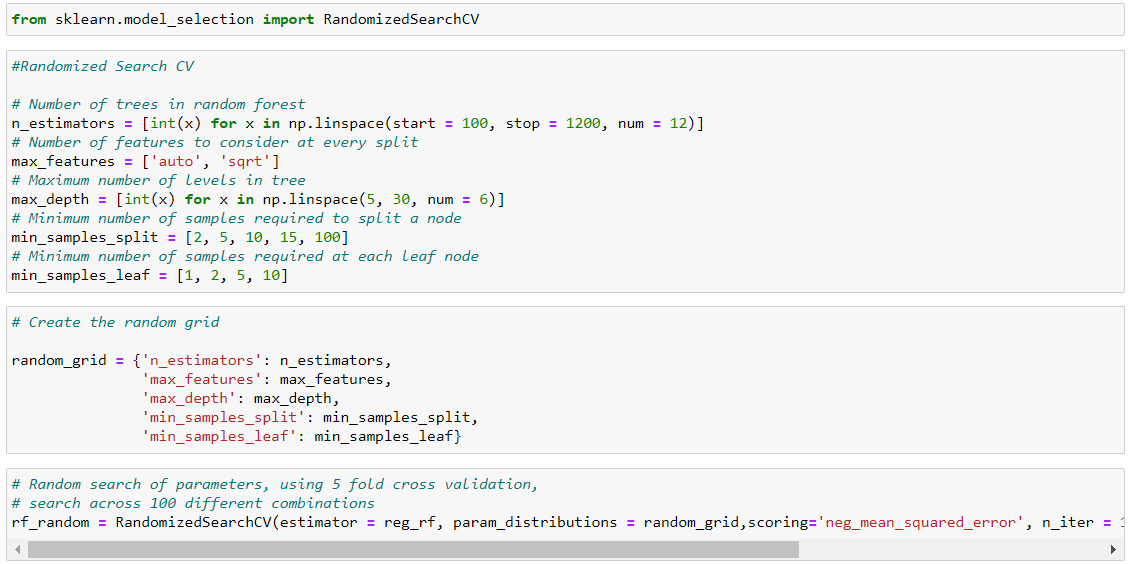 from sklearn.model_selection import RandomizedSearchCV
#Randomized Search CV
# Number of trees in random forest
n_estimators = [int(x) for x in np.linspace(start = 100, stop = 1200, num = 12)]
# Number of features to consider at every split
max_features = ['auto', 'sqrt']
# Maximum number of levels in tree
max_depth = [int(x) for x in np.linspace(5, 30, num = 6)]
# Minimum number of samples required to split a node
min_samples_split = [2, 5, 10, 15, 100]
# Minimum number of samples required at each leaf node
min_samples_leaf = [1, 2, 5, 10]
# Create the random grid
random_grid = {'n_estimators': n_estimators,
'max_features': max_features,
'max_depth': max_depth,
'min_samples_split': min_samples_split,
'min_samples_leaf': min_samples_leaf}
# Random search of parameters, using 5 fold cross validation,
# search across 100 different combinations
rf_random = RandomizedSearchCV(estimator = reg_rf, param_distributions = random_grid,scoring='neg_mean_squared_error', n_iter =